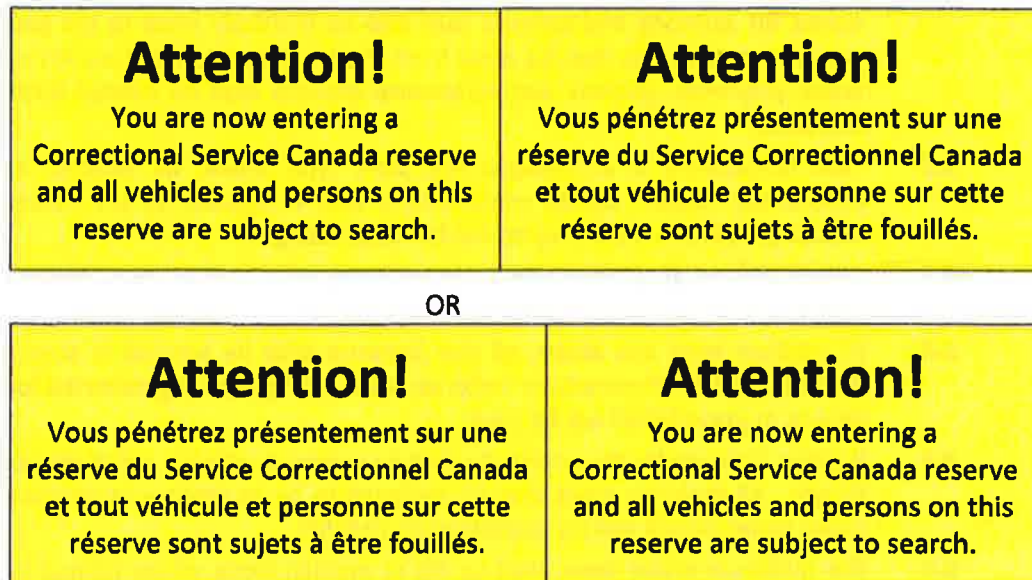 Attention!
You are now entering a
Correctional Service Canada reserve
and all vehicles and persons on this
reserve are subject to search.
Attention!
Vous pénétrez présentement sur une
réserve du Service Correctionnel Canada
et tout véhicule et personne sur cette
réserve sont sujets à être fouillés.
OR
Attention!
Vous pénétrez présentement sur une
réserve du Service Correctionnel Canada
et tout véhicule et personne sur cette
réserve sont sujets à être fouillés.
Attention!
You are now entering a
Correctional Service Canada reserve
and all vehicles and persons on this
reserve are subject to search.